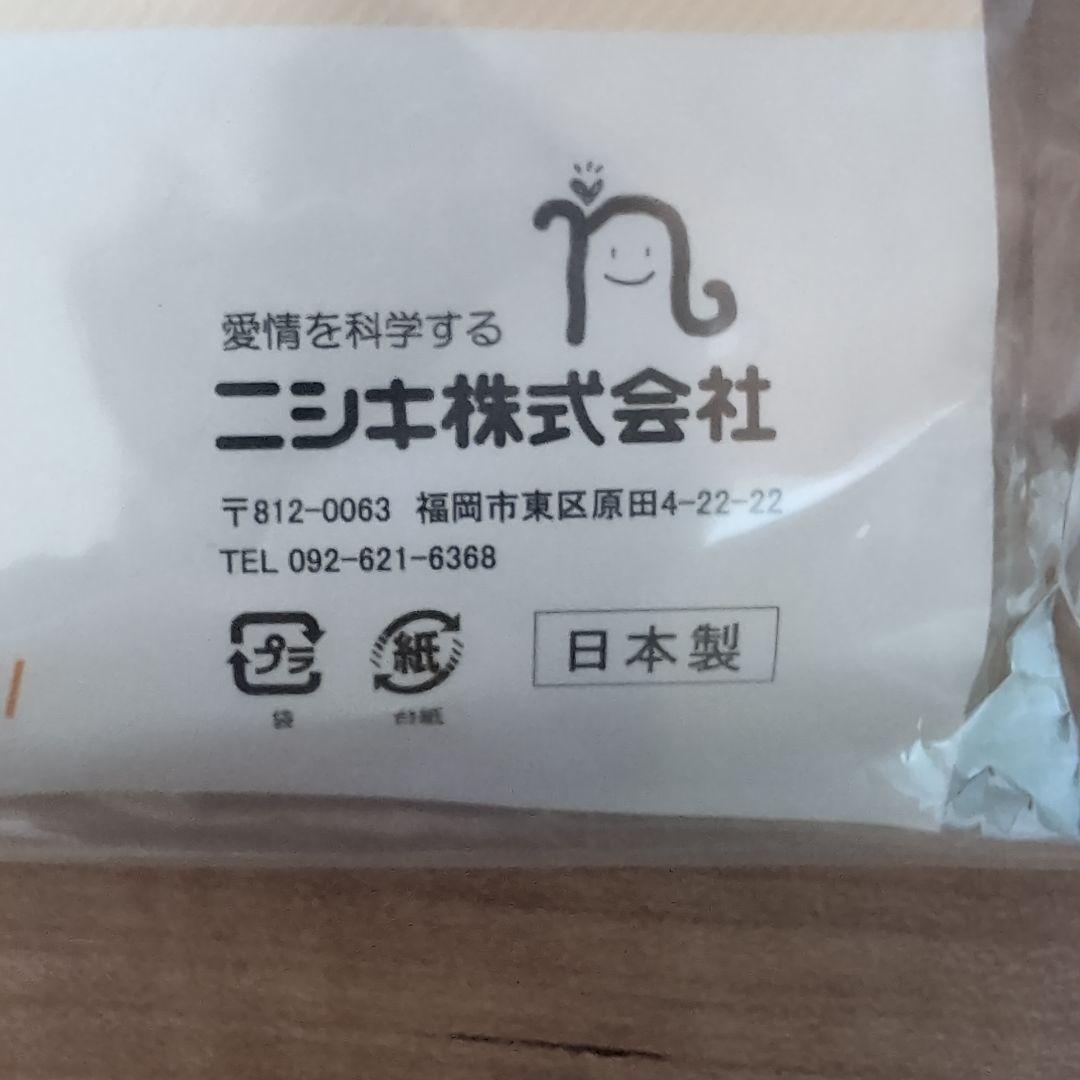 愛情を科学する
ニシキ株式会社
〒812-0063 福岡市東区原田4-22-22
TEL 092-621-6368
プラ 紙 日本製
袋 台紙